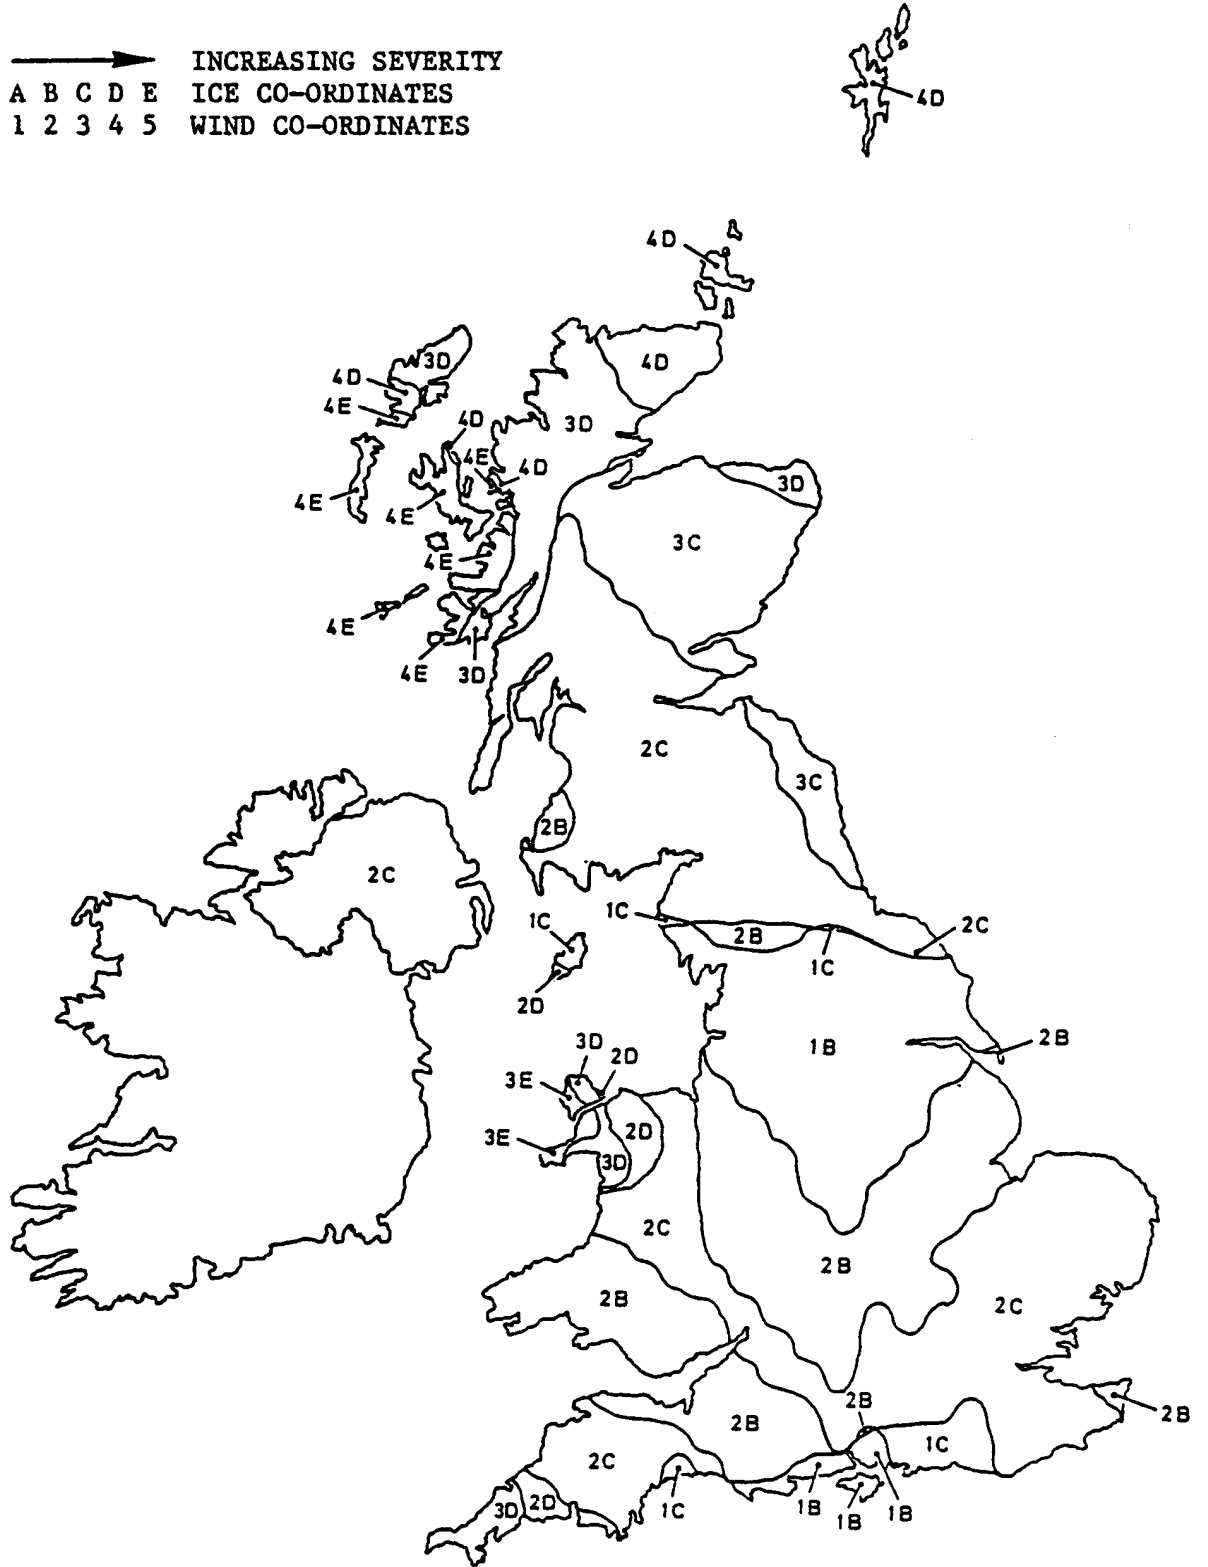 INCREASING SEVERITY
A B C D E ICE CO-ORDINATES
1 2 3 4 5 WIND CO-ORDINATES
4D
4D
4D
3D
4D
4E
3D
4D
4E
4D
3D
4E
4E
3C
4E
4E
4E
3D
2C
3C
2B
2C
1C
1C
2B
2C
1C
2D
3D
2D
1B
2B
3E
3E
2D
3D
2C
2B
2B
2C
2B
2B
2B
1C
2C
3D
2D
1C
1B
1B
1B